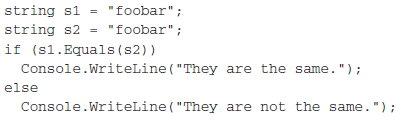 string s1 = "foobar";
string s2 = "foobar";
if (s1.Equals(s2))
  Console.WriteLine("They are the same.");
else
  Console.WriteLine("They are not the same.");